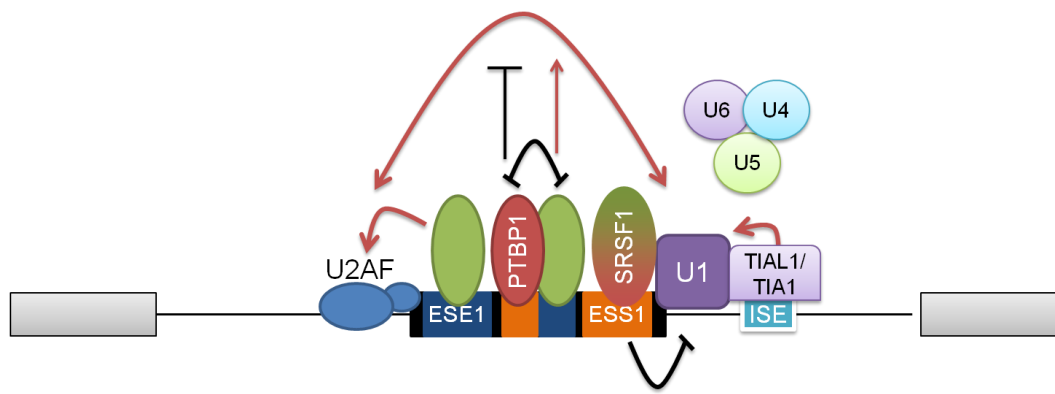 U6
U4
U5
PTBP1
SRSF1
U2AF
U1
TIAL1/
TIA1
ESE1
ESS1
ISE